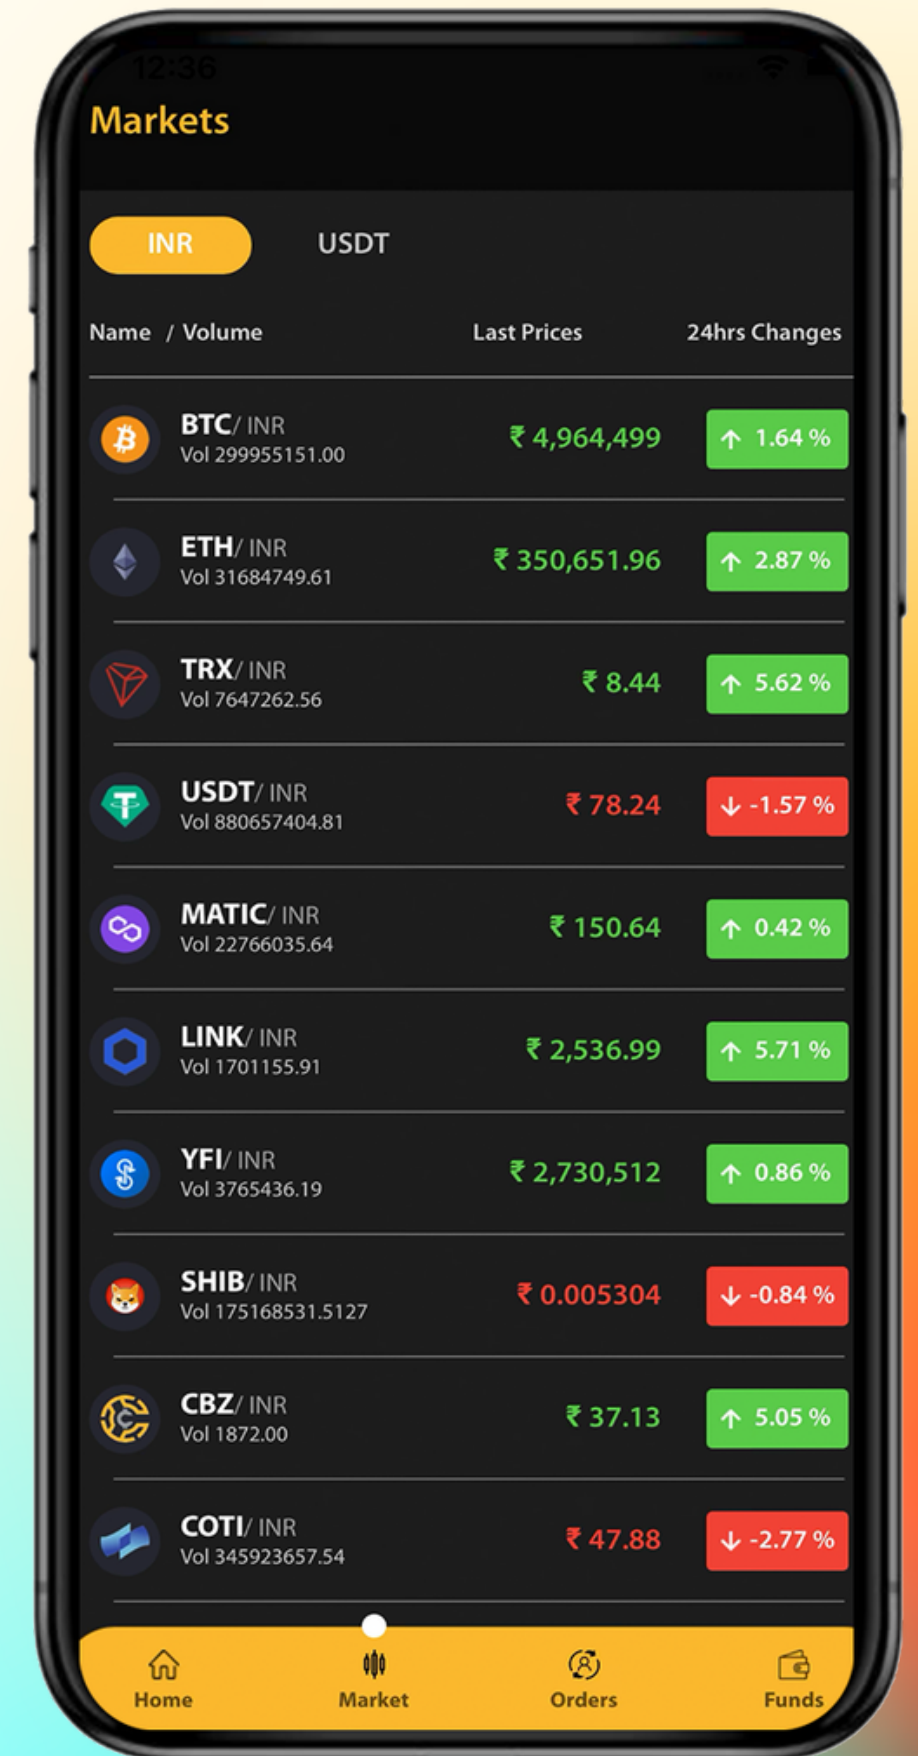 12:36
Markets
INR USDT
Name / Volume Last Prices 24hrs Changes
BTC/ INR ₹ 4,964,499 ↑ 1.64 %
Vol 299955151.00
ETH/ INR ₹ 350,651.96 ↑ 2.87 %
Vol 31684749.61
TRX/ INR ₹ 8.44 ↑ 5.62 %
Vol 7647262.56
USDT/ INR ₹ 78.24 ↓ -1.57 %
Vol 880657404.81
MATIC/ INR ₹ 150.64 ↑ 0.42 %
Vol 22766035.64
LINK/ INR ₹ 2,536.99 ↑ 5.71 %
Vol 1701155.91
YFI/ INR ₹ 2,730,512 ↑ 0.86 %
Vol 3765436.19
SHIB/ INR ₹ 0.005304 ↓ -0.84 %
Vol 175168531.5127
CBZ/ INR ₹ 37.13 ↑ 5.05 %
Vol 1872.00
COTI/ INR ₹ 47.88 ↓ -2.77 %
Vol 345923657.54
Home Market Orders Funds